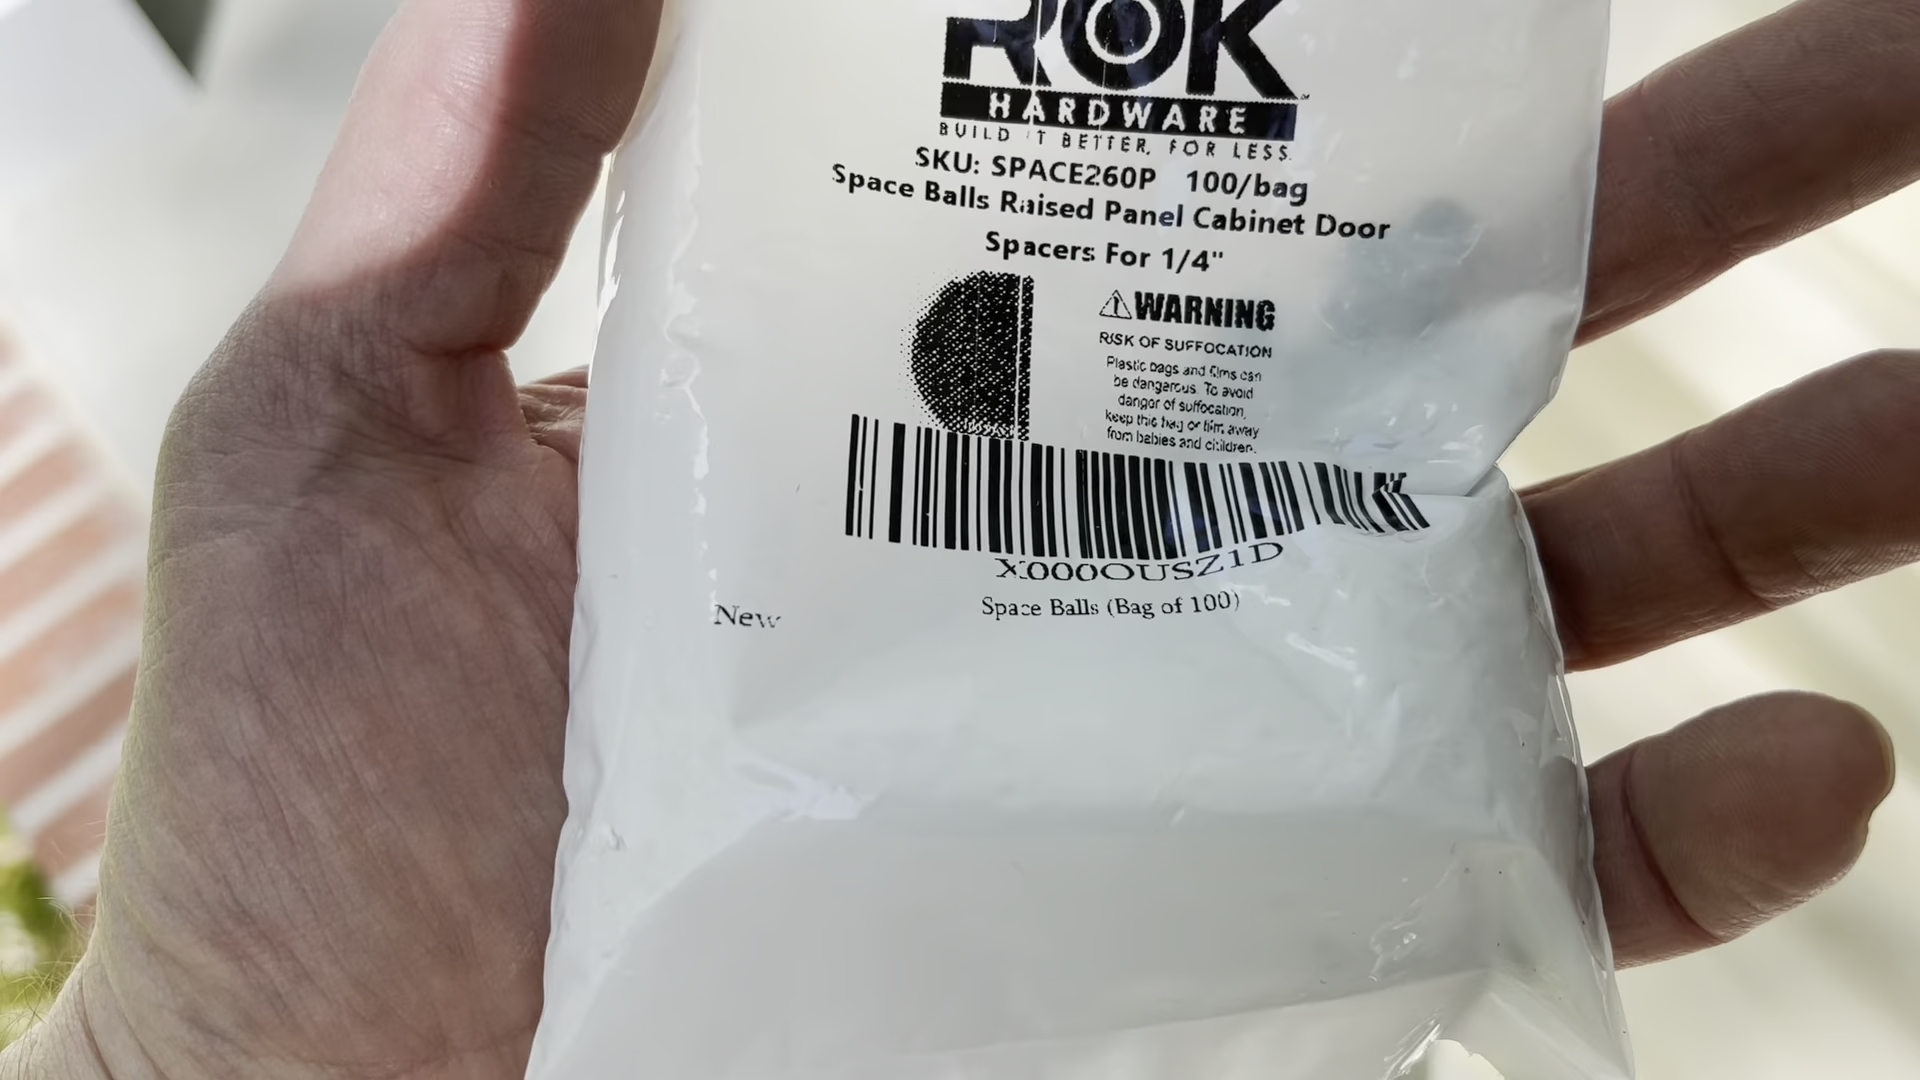 ROK
HARDWARE
BUILD IT BETTER, FOR LESS.
SKU: SPACE260P 100/bag
Space Balls Raised Panel Cabinet Door
Spacers For 1/4"
WARNING
RISK OF SUFFOCATION
Plastic bags and films can
be dangerous. To avoid
danger of suffocation,
keep this bag or film away
from babies and children.
X000OUSZ1D
Space Balls (Bag of 100)
New